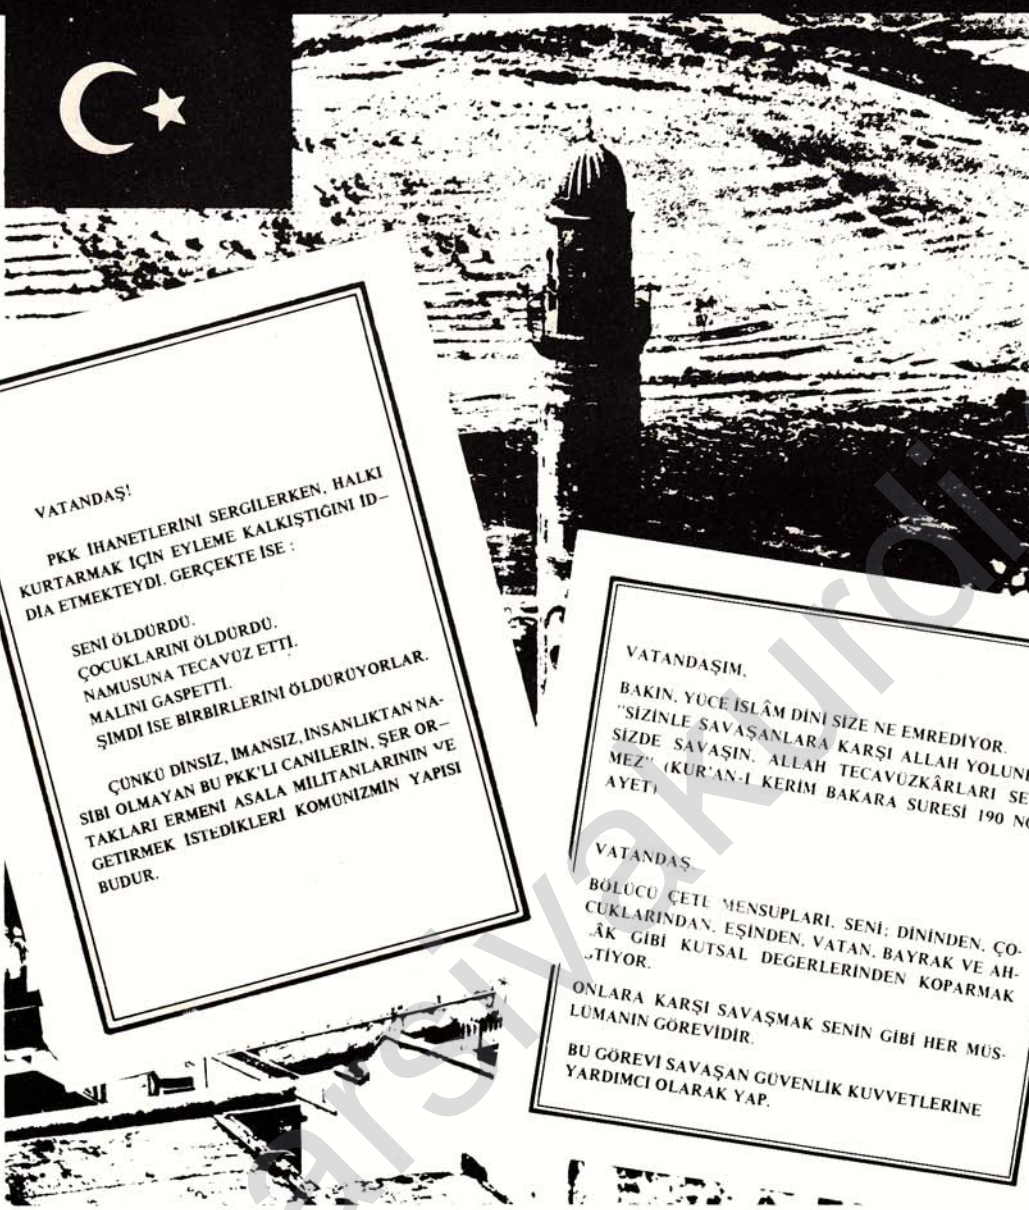 VATANDAŞ!
PKK İHANETLERİNİ SERGİLERKEN, HALKI
KURTARMAK İÇİN EYLEME KALKIŞTIĞINI İD–
DİA ETMEKTEYDİ. GERÇEKTE İSE :
SENİ ÖLDÜRDÜ.
ÇOCUKLARINI ÖLDÜRDÜ.
NAMUSUNA TECAVÜZ ETTİ.
MALINI GASPETTİ.
ŞİMDİ İSE BİRBİRLERİNİ ÖLDÜRÜYORLAR.
ÇÜNKÜ DİNSİZ, İMANSIZ, İNSANLIKTAN NA-
SİBİ OLMAYAN BU PKK'LI CANİLERİN, ŞER OR–
TAKLARI ERMENİ ASALA MİLİTANLARININ VE
GETİRMEK İSTEDİKLERİ KOMÜNİZMİN YAPISI
BUDUR.
VATANDAŞIM,
BAKIN, YÜCE İSLÂM DİNİ SİZE NE EMREDİYOR.
"SİZİNLE SAVAŞANLARA KARŞI ALLAH
SİZDE SAVAŞIN. ALLAH TECAVÜZKÂRLARI
MEZ" (KUR'AN-I KERİM BAKARA SURESİ 190
AYET)
VATANDAŞ,
BÖLÜCÜ ÇETE MENSUPLARI, SENİ; DİNİNDEN, ÇO-
CUKLARINDAN, EŞİNDEN, VATAN, BAYRAK VE AH-
GİBİ KUTSAL DEĞERLERİNDEN KOPARMAK
ONLARA KARŞI SAVAŞMAK SENİN GİBİ HER MÜS-
LÜMANIN GÖREVİDİR.
BU GÖREVİ SAVAŞAN GÜVENLİK KUVVETLERİNE
YARDIMCI OLARAK YAP.
arsivakurdi